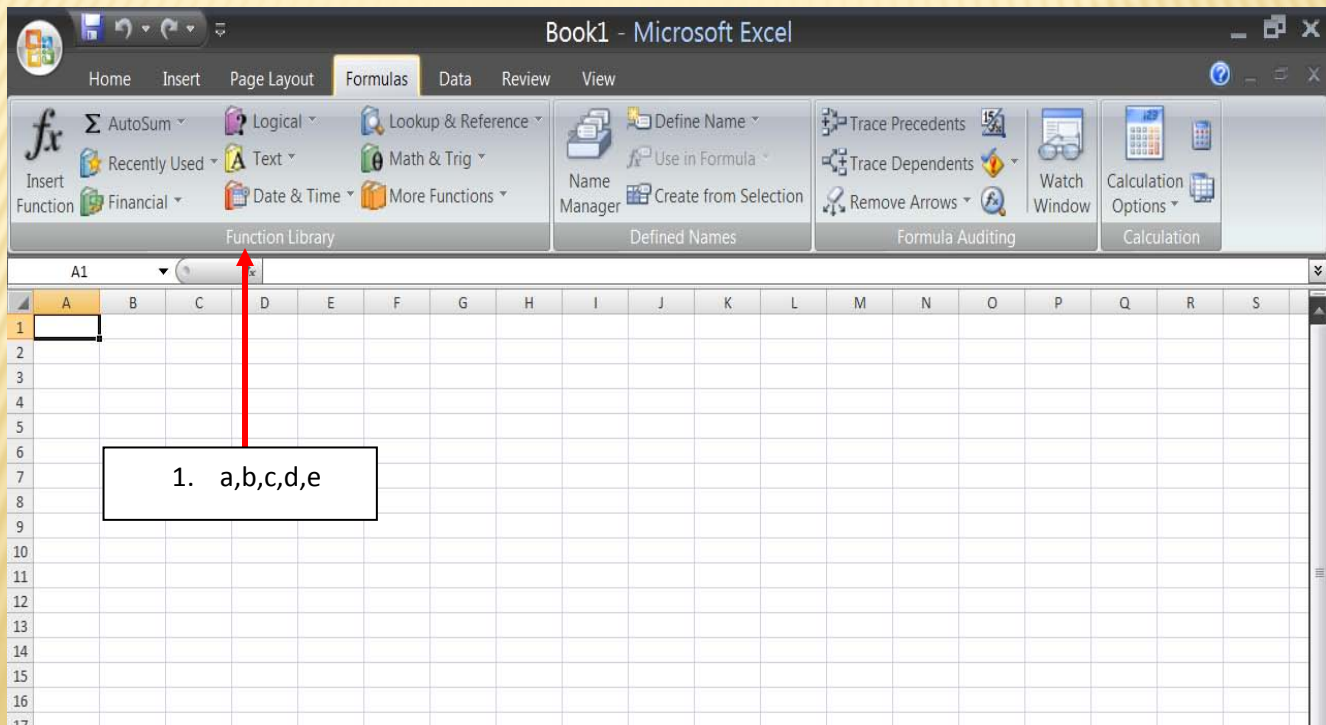 Book1 - Microsoft Excel
Home Insert Page Layout Formulas Data Review View
fx Insert Function
Σ AutoSum
Recently Used
Financial
Logical
Text
Date & Time
Lookup & Reference
Math & Trig
More Functions
Function Library
Name Manager
Define Name
Use in Formula
Create from Selection
Defined Names
Trace Precedents
Trace Dependents
Remove Arrows
Watch Window
Formula Auditing
Calculation Options
Calculation
A1
A B C D E F G H I J K L M N O P Q R S
1
2
3
4
5
6
7
8
9
10
11
12
13
14
15
16
17
1. a,b,c,d,e